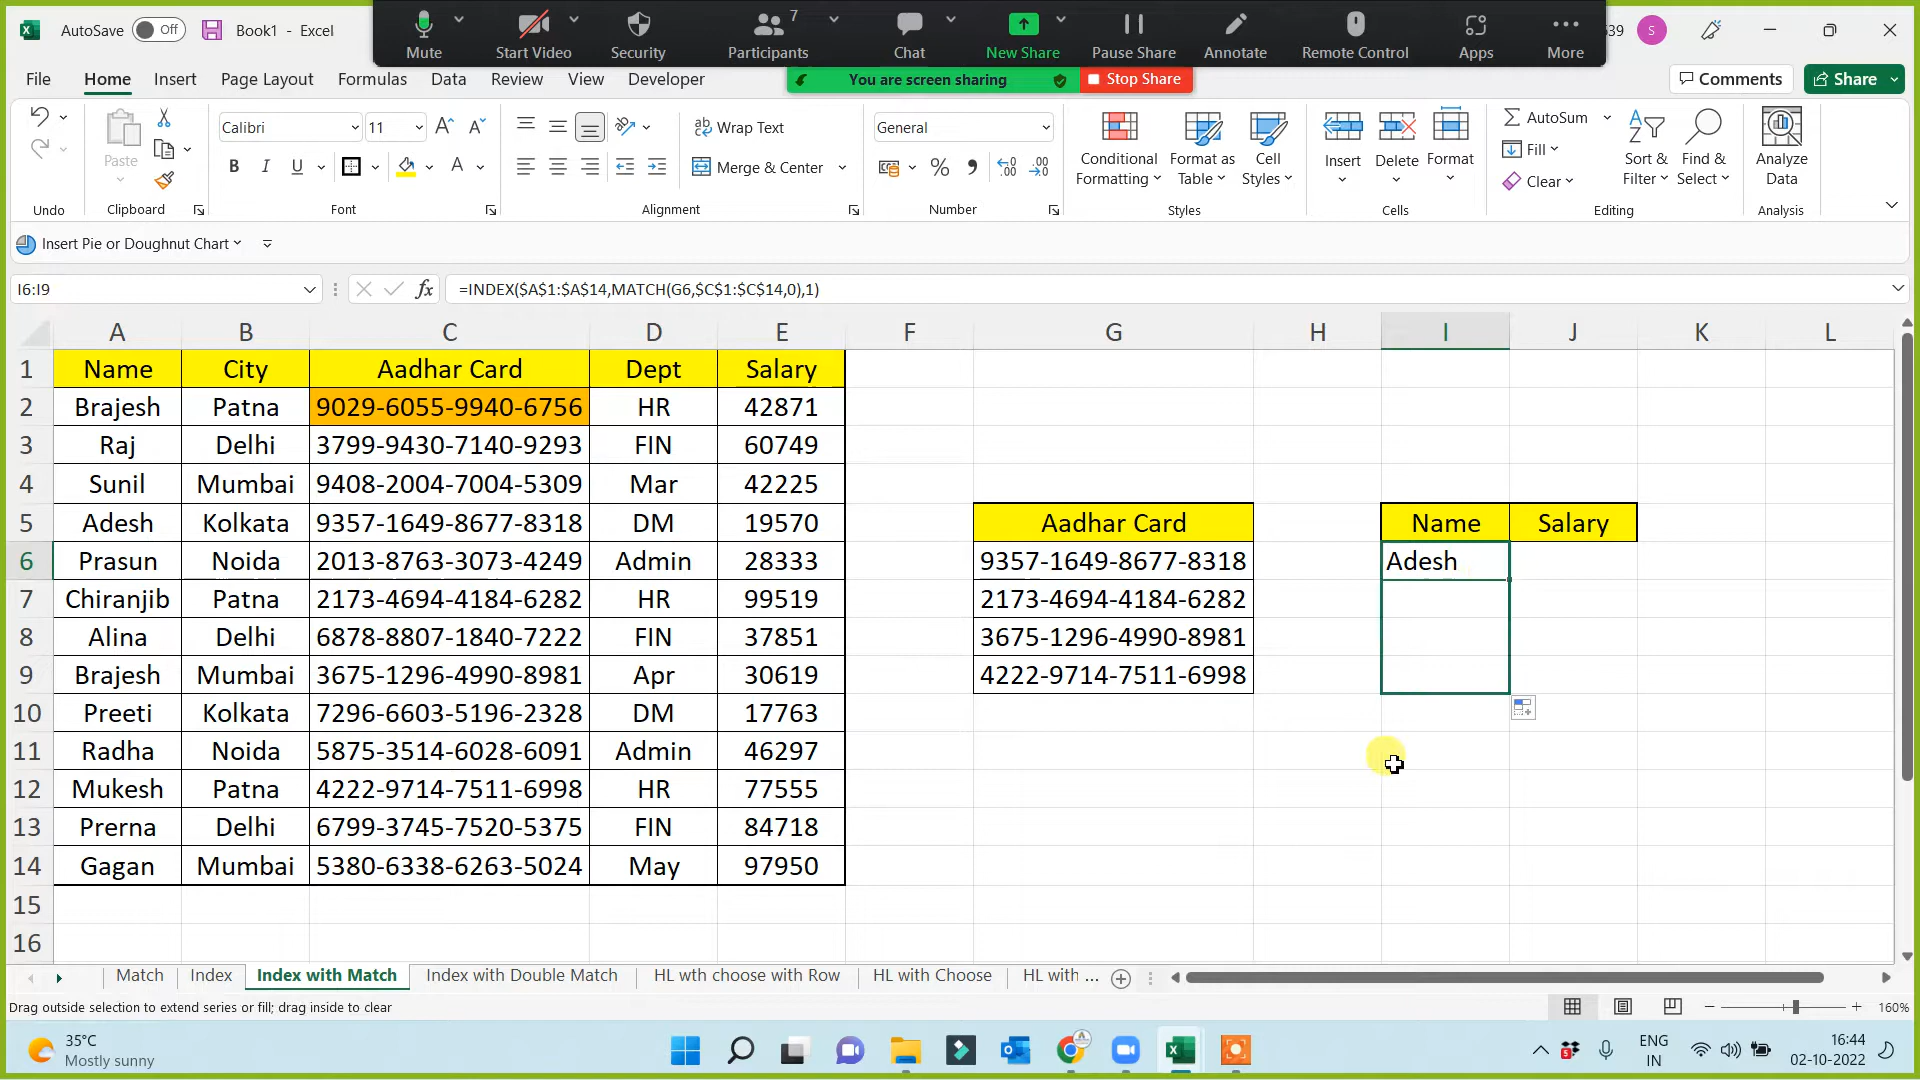 AutoSave Off Book1 - Excel
Mute Start Video Security Participants 7 Chat New Share Pause Share Annotate Remote Control Apps More
39 S
File Home Insert Page Layout Formulas Data Review View Developer
You are screen sharing Stop Share
Comments Share
Paste
Calibri 11
B I U A
Wrap Text
Merge & Center
General
Conditional Formatting
Format as Table
Cell Styles
Insert Delete Format
AutoSum
Fill
Clear
Sort & Filter
Find & Select
Analyze Data
Undo Clipboard Font Alignment Number Styles Cells Editing Analysis
Insert Pie or Doughnut Chart
I6:I9 fx =INDEX($A$1:$A$14,MATCH(G6,$C$1:$C$14,0),1)
A B C D E F G H I J K L
1 Name City Aadhar Card Dept Salary
2 Brajesh Patna 9029-6055-9940-6756 HR 42871
3 Raj Delhi 3799-9430-7140-9293 FIN 60749
4 Sunil Mumbai 9408-2004-7004-5309 Mar 42225
5 Adesh Kolkata 9357-1649-8677-8318 DM 19570 Aadhar Card Name Salary
6 Prasun Noida 2013-8763-3073-4249 Admin 28333 9357-1649-8677-8318 Adesh
7 Chiranjib Patna 2173-4694-4184-6282 HR 99519 2173-4694-4184-6282
8 Alina Delhi 6878-8807-1840-7222 FIN 37851 3675-1296-4990-8981
9 Brajesh Mumbai 3675-1296-4990-8981 Apr 30619 4222-9714-7511-6998
10 Preeti Kolkata 7296-6603-5196-2328 DM 17763
11 Radha Noida 5875-3514-6028-6091 Admin 46297
12 Mukesh Patna 4222-9714-7511-6998 HR 77555
13 Prerna Delhi 6799-3745-7520-5375 FIN 84718
14 Gagan Mumbai 5380-6338-6263-5024 May 97950
15
16
Match Index Index with Match Index with Double Match HL wth choose with Row HL with Choose HL with ...
Drag outside selection to extend series or fill; drag inside to clear 160%
35°C
Mostly sunny
ENG
IN
16:44
02-10-2022